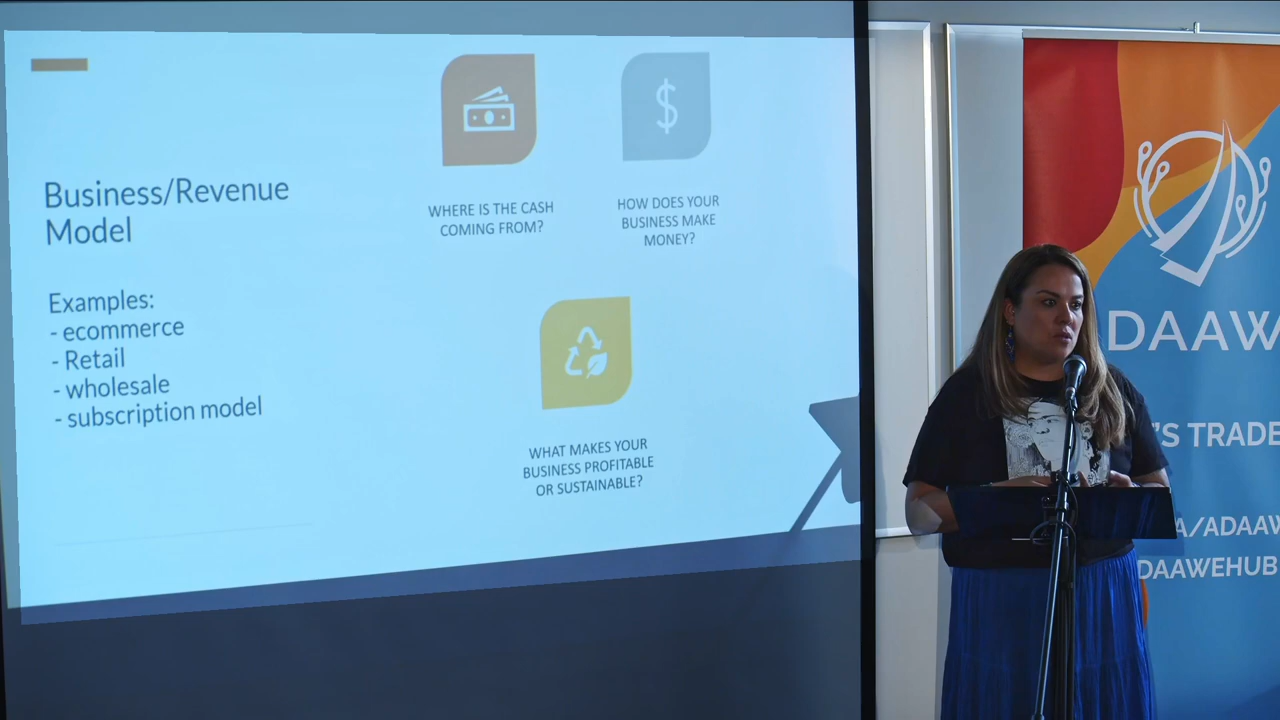 Business/Revenue
Model
Examples:
- ecommerce
- Retail
- wholesale
- subscription model
WHERE IS THE CASH
COMING FROM?
HOW DOES YOUR
BUSINESS MAKE
MONEY?
WHAT MAKES YOUR
BUSINESS PROFITABLE
OR SUSTAINABLE?
DAAW
'S TRADE
A/ADAAW
DAAWEHUB